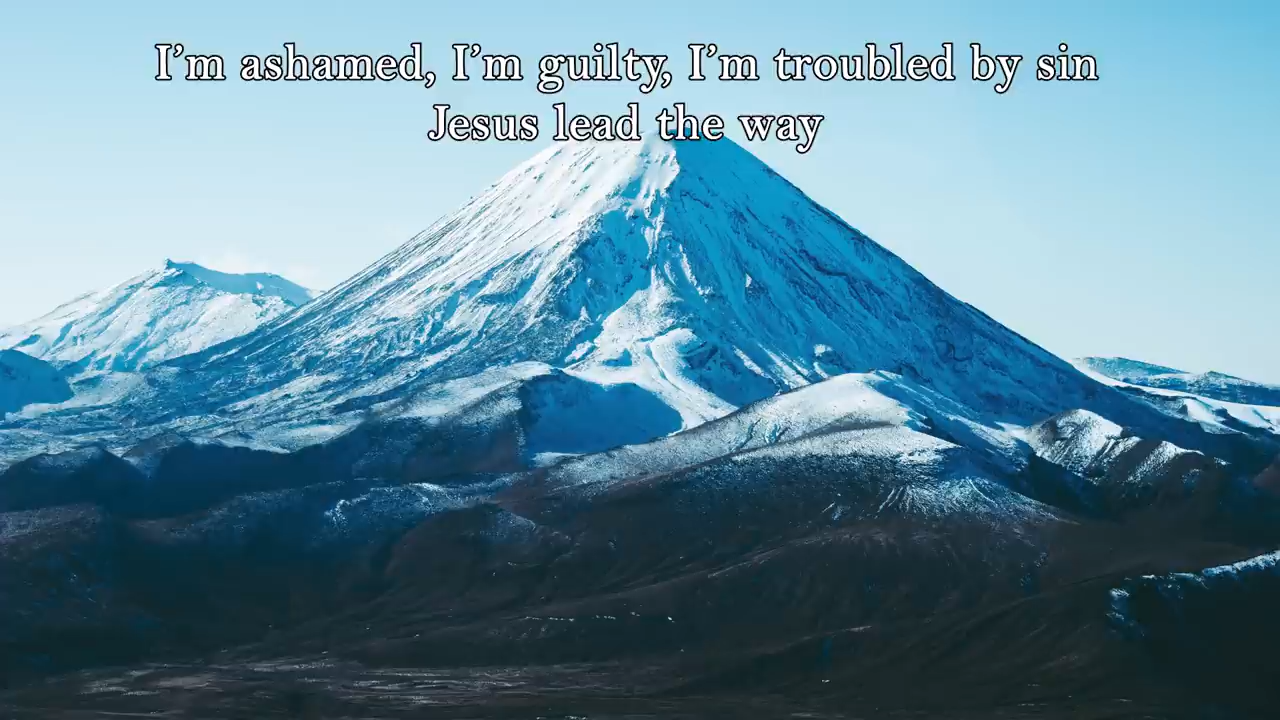 I’m ashamed, I’m guilty, I’m troubled by sin
Jesus lead the way